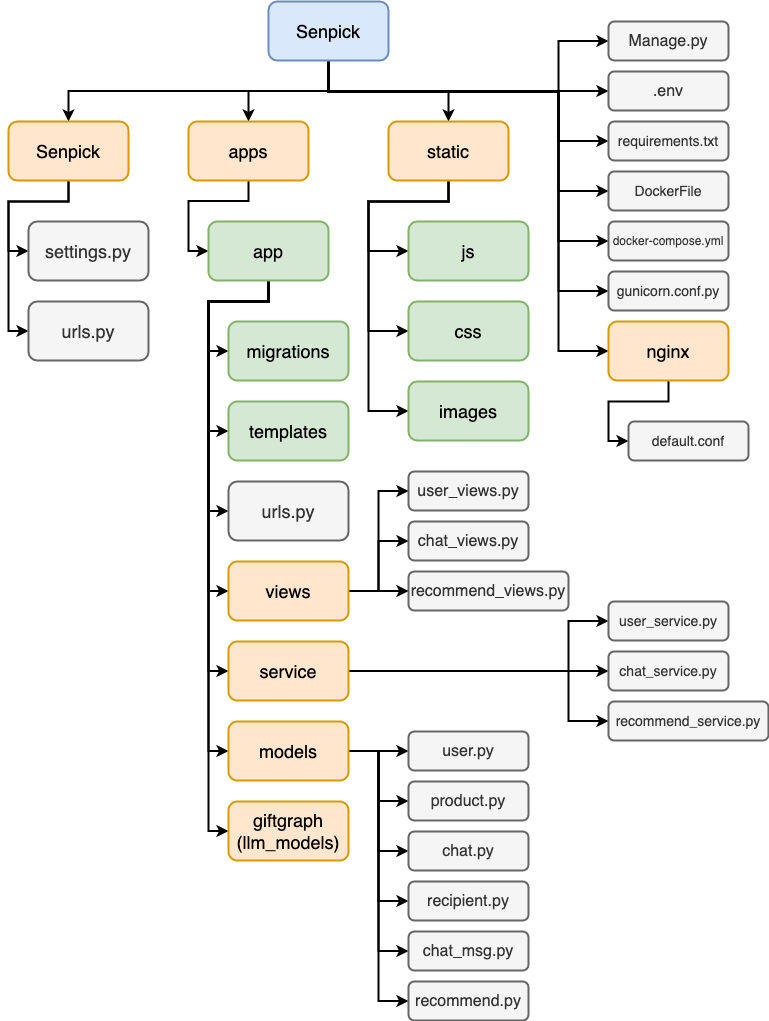 Senpick
Manage.py
.env
Senpick
apps
static
requirements.txt
DockerFile
settings.py
app
js
docker-compose.yml
gunicorn.conf.py
urls.py
migrations
css
nginx
templates
images
default.conf
urls.py
user_views.py
chat_views.py
views
recommend_views.py
user_service.py
service
chat_service.py
recommend_service.py
models
user.py
product.py
giftgraph
(llm_models)
chat.py
recipient.py
chat_msg.py
recommend.py